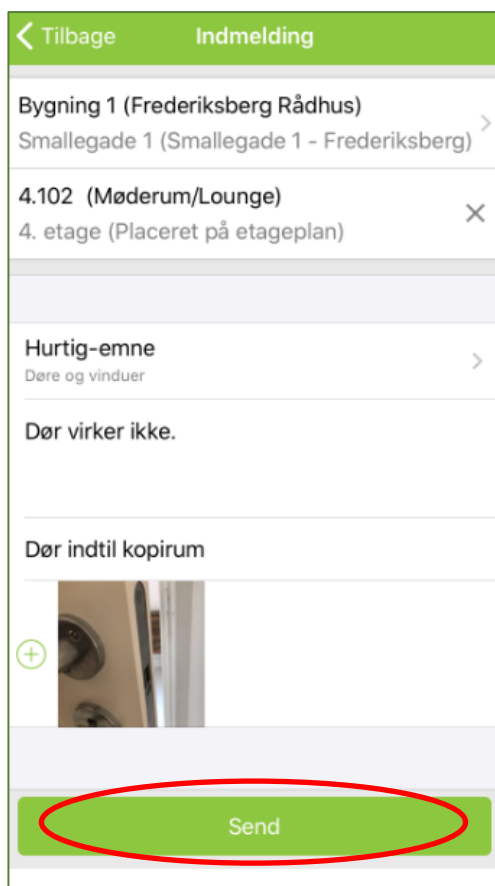 Tilbage Indmelding
Bygning 1 (Frederiksberg Rådhus)
Smallegade 1 (Smallegade 1 - Frederiksberg)
4.102 (Møderum/Lounge)
4. etage (Placeret på etageplan)
Hurtig-emne
Døre og vinduer
Dør virker ikke.
Dør indtil kopirum
Send